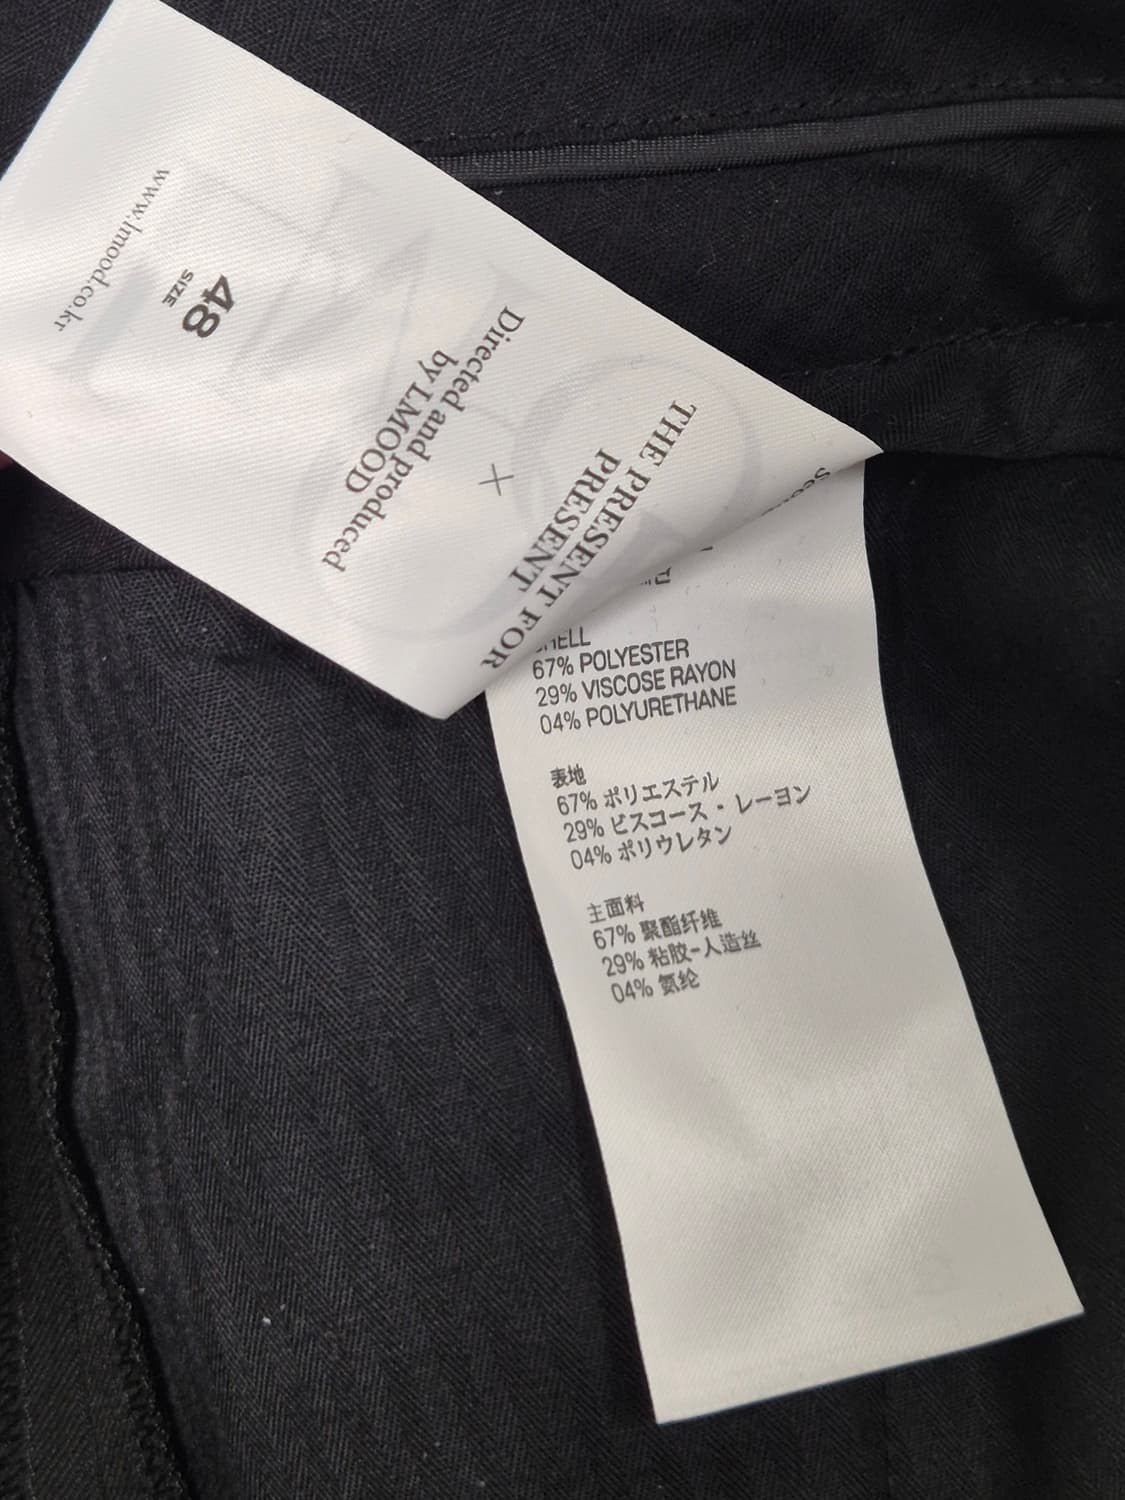 THE PRESENT FOR
PRESENT
+
Directed and produced
by LMOOD
48
SIZE
www.lmood.co.kr
67% POLYESTER
29% VISCOSE RAYON
04% POLYURETHANE
表地
67% ポリエステル
29% ビスコース・レーヨン
04% ポリウレタン
主面料
67% 聚酯纤维
29% 粘胶-人造丝
04% 氨纶